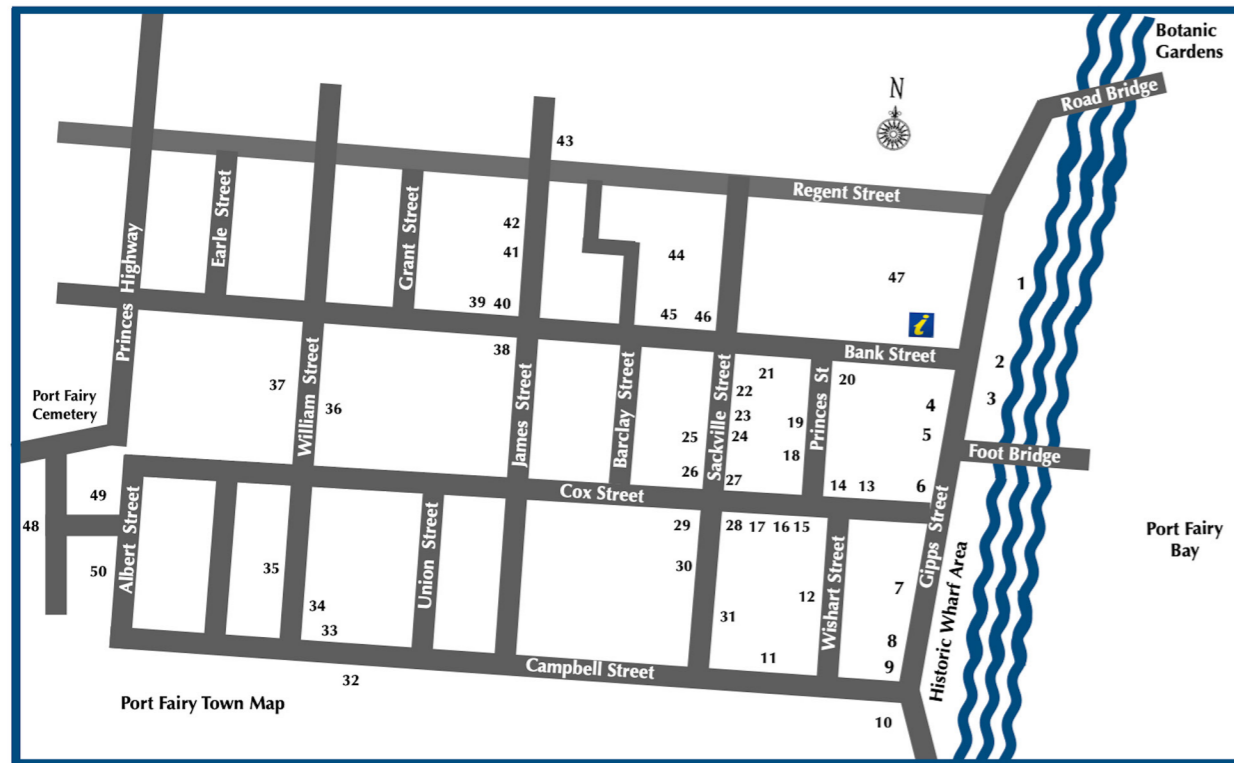 Botanic
Gardens
N
Road Bridge
43
Regent Street
Princes Highway
Earle Street
Grant Street
42
41
44
47
1
39 40
45 46
i
38
Bank Street
2
37
William Street
36
James Street
Barclay Street
Sackville Street
21
22
23
24
25
26
27
Princes St
20
19
18
4
3
5
Port Fairy
Cemetery
Foot Bridge
14 13
6
Cox Street
49
48
50
Albert Street
35
34
33
Union Street
29
30
28 17 16 15
31
12
11
Wishart Street
7
8
9
Gipps Street
Historic Wharf Area
Port Fairy
Bay
Campbell Street
32
Port Fairy Town Map
10